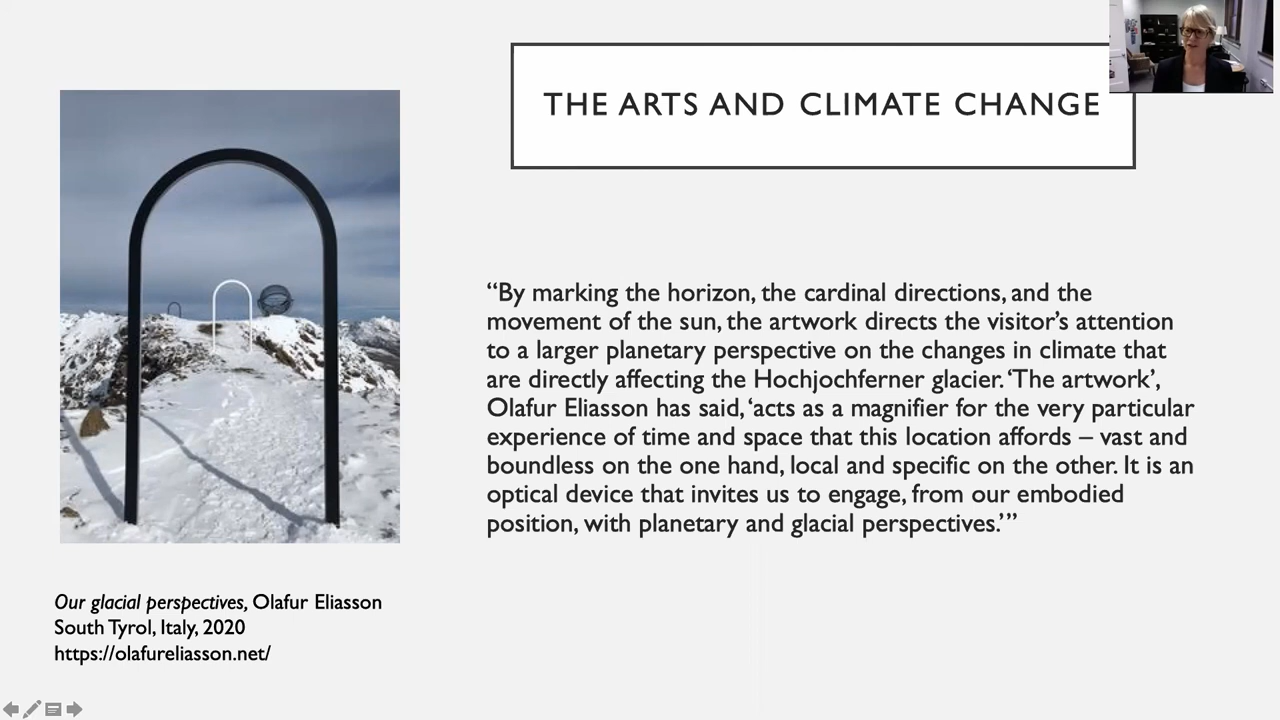 THE ARTS AND CLIMATE CHANGE
“By marking the horizon, the cardinal directions, and the
movement of the sun, the artwork directs the visitor’s attention
to a larger planetary perspective on the changes in climate that
are directly affecting the Hochjochferner glacier. ‘The artwork’,
Olafur Eliasson has said, ‘acts as a magnifier for the very particular
experience of time and space that this location affords – vast and
boundless on the one hand, local and specific on the other. It is an
optical device that invites us to engage, from our embodied
position, with planetary and glacial perspectives.’”
Our glacial perspectives, Olafur Eliasson
South Tyrol, Italy, 2020
https://olafureliasson.net/